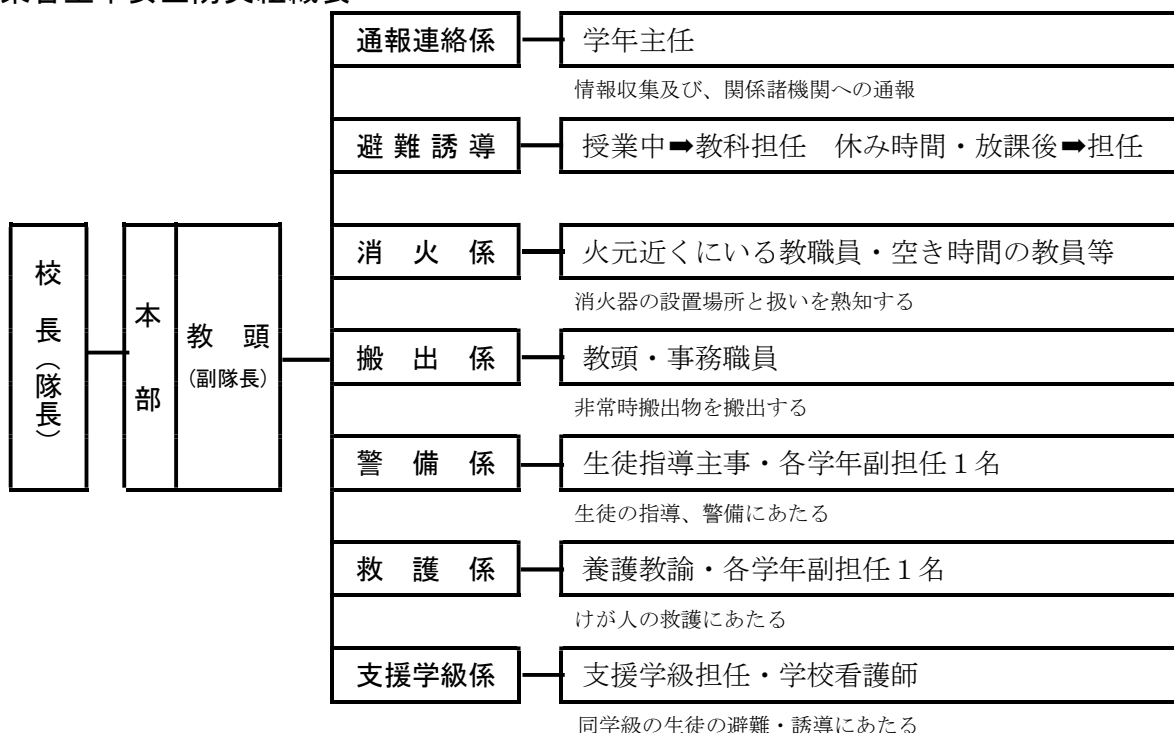 通報連絡係 学年主任
情報収集及び、関係諸機関への通報
避難誘導 授業中➡教科担任 休み時間・放課後➡担任
校長（隊長）
本部
教頭
（副隊長）
消火係 火元近くにいる教職員・空き時間の教員等
消火器の設置場所と扱いを熟知する
搬出係 教頭・事務職員
非常時搬出物を搬出する
警備係 生徒指導主事・各学年副担任１名
生徒の指導、警備にあたる
救護係 養護教諭・各学年副担任１名
けが人の救護にあたる
支援学級係 支援学級担任・学校看護師
同学級の生徒の避難・誘導にあたる